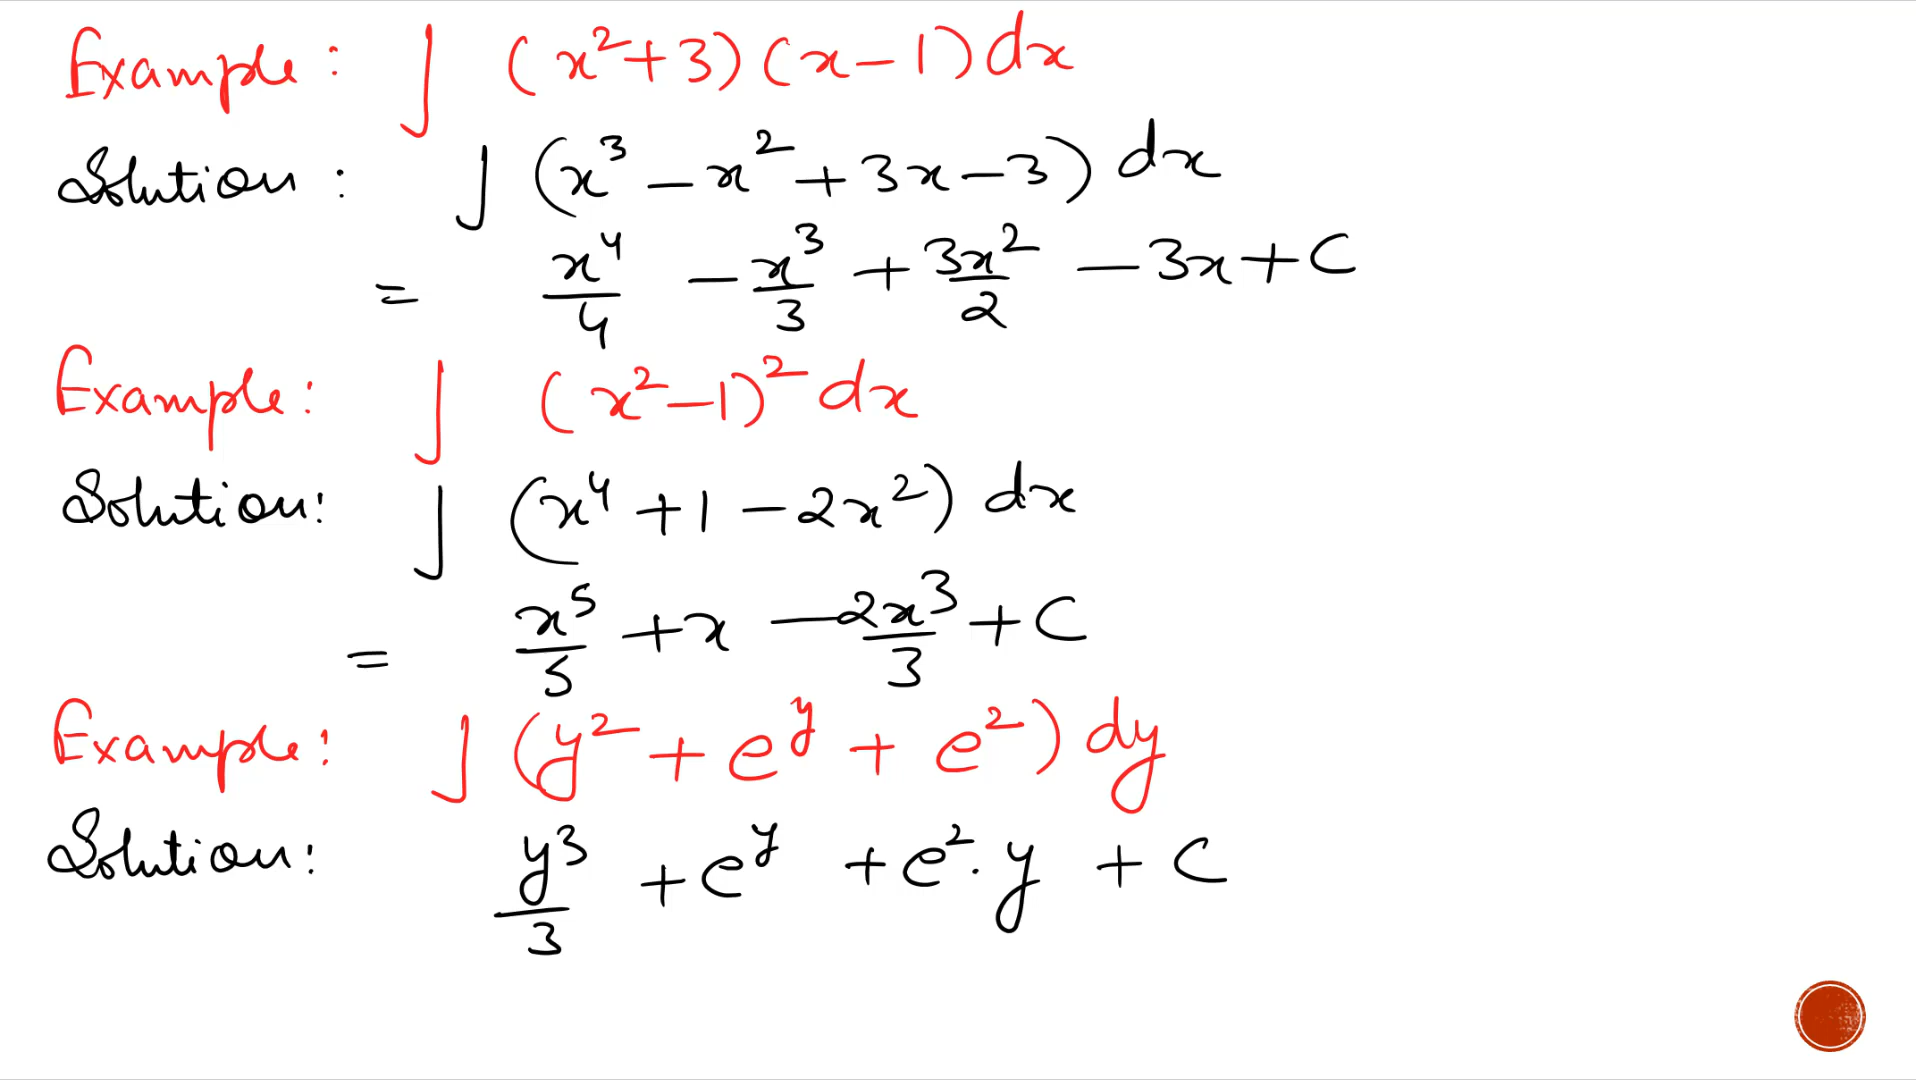 Example: ∫ (x²+3)(x−1)dx
Solution: ∫ (x³ − x² + 3x − 3) dx
= x⁴/4 − x³/3 + 3x²/2 − 3x + C
Example: ∫ (x²−1)² dx
Solution: ∫ (x⁴ + 1 − 2x²) dx
= x⁵/5 + x − 2x³/3 + C
Example: ∫ (y² + e^y + e²) dy
Solution: y³/3 + e^y + e².y + C